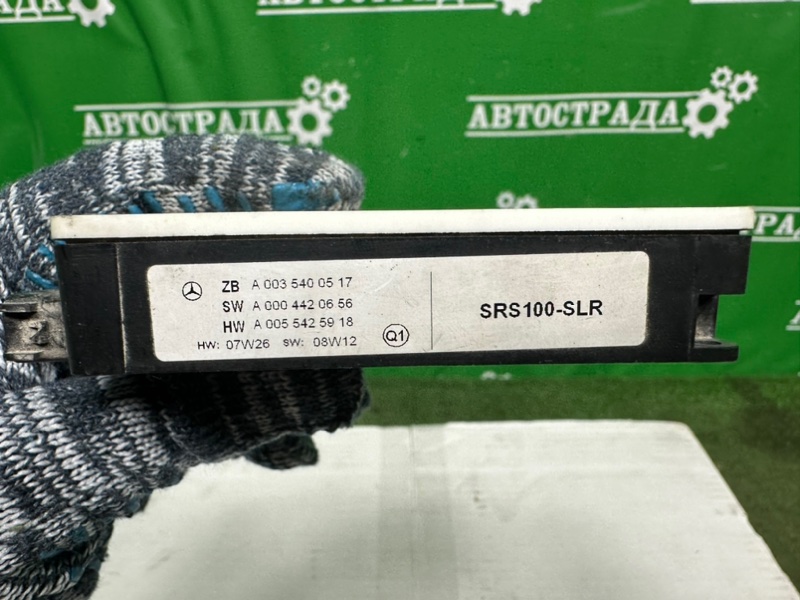 АВТОСТРАДА
АВТОСТРАДА
ZB A 003 540 05 17
SW A 000 442 06 56
HW A 005 542 59 18
HW: 07W26 SW: 08W12
Q1
SRS100-SLR